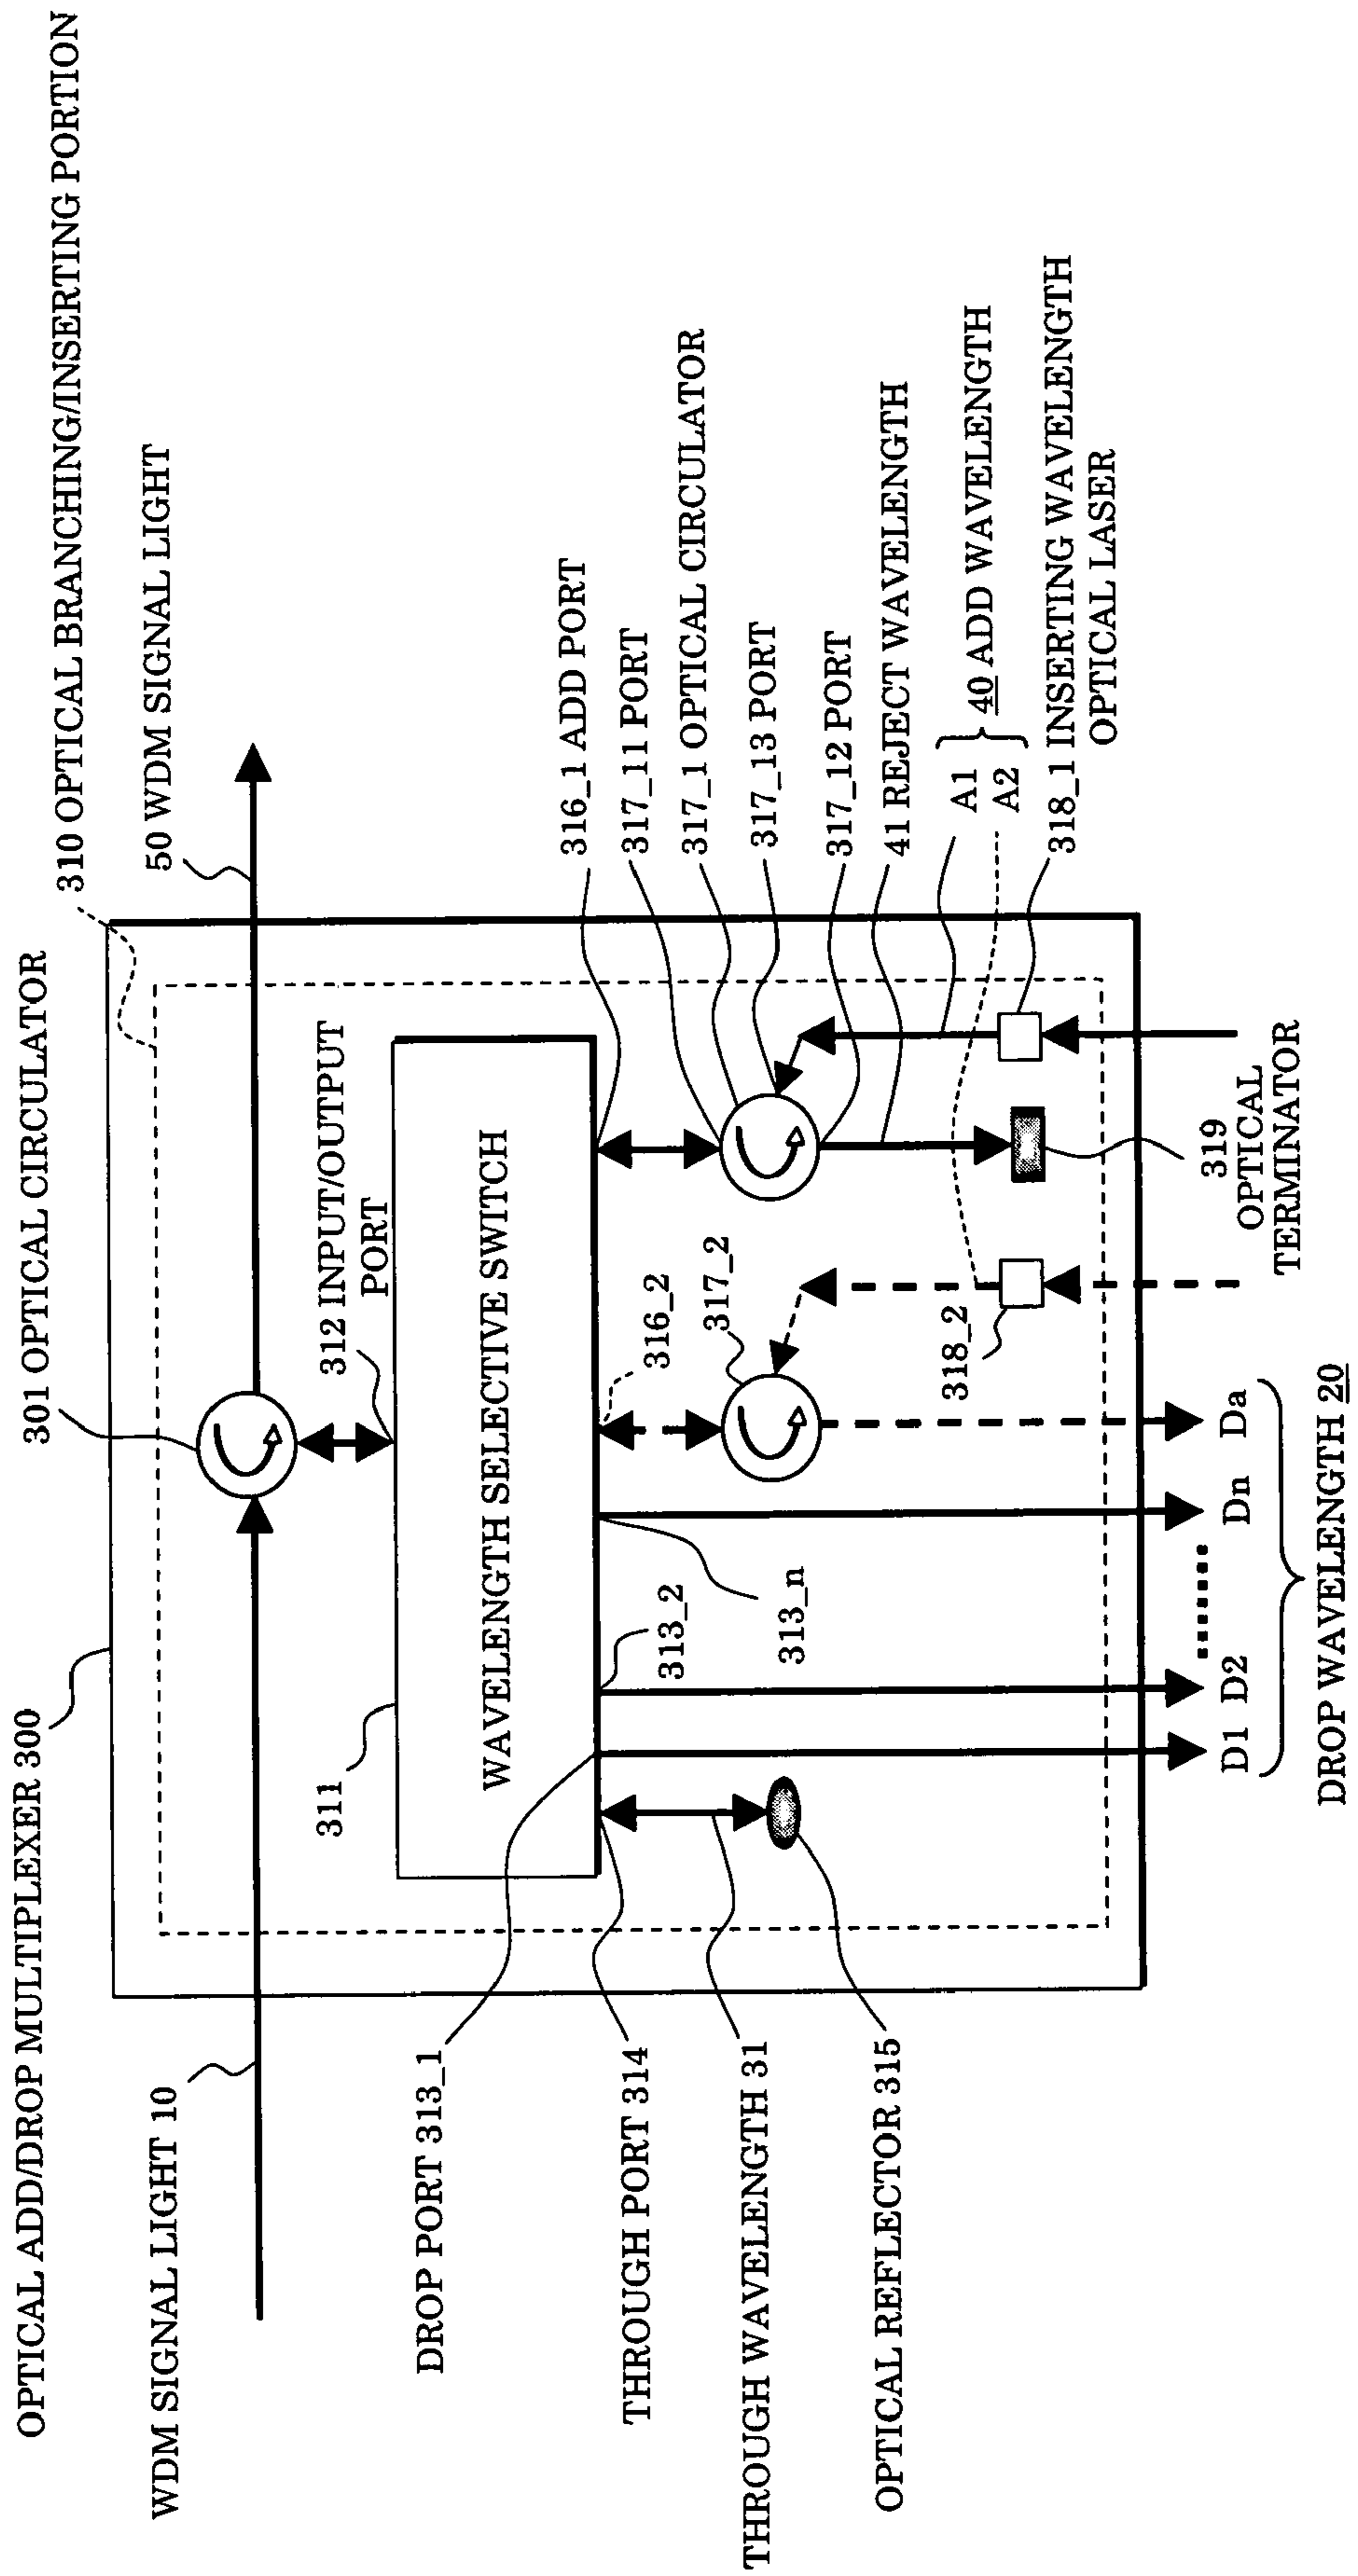 OPTICAL ADD/DROP MULTIPLEXER 300
301 OPTICAL CIRCULATOR
310 OPTICAL BRANCHING/INSERTING PORTION
WDM SIGNAL LIGHT 10
50 WDM SIGNAL LIGHT
312 INPUT/OUTPUT
PORT
311
WAVELENGTH SELECTIVE SWITCH
DROP PORT 313_1
THROUGH PORT 314
THROUGH WAVELENGTH 31
OPTICAL REFLECTOR 315
313_2
313_n
316_2
317_2
318_2
316_1 ADD PORT
317_11 PORT
317_1 OPTICAL CIRCULATOR
317_13 PORT
317_12 PORT
41 REJECT WAVELENGTH
A1
A2
40 ADD WAVELENGTH
318_1 INSERTING WAVELENGTH
OPTICAL LASER
319
OPTICAL
TERMINATOR
D1 D2 Dn Da
DROP WAVELENGTH 20